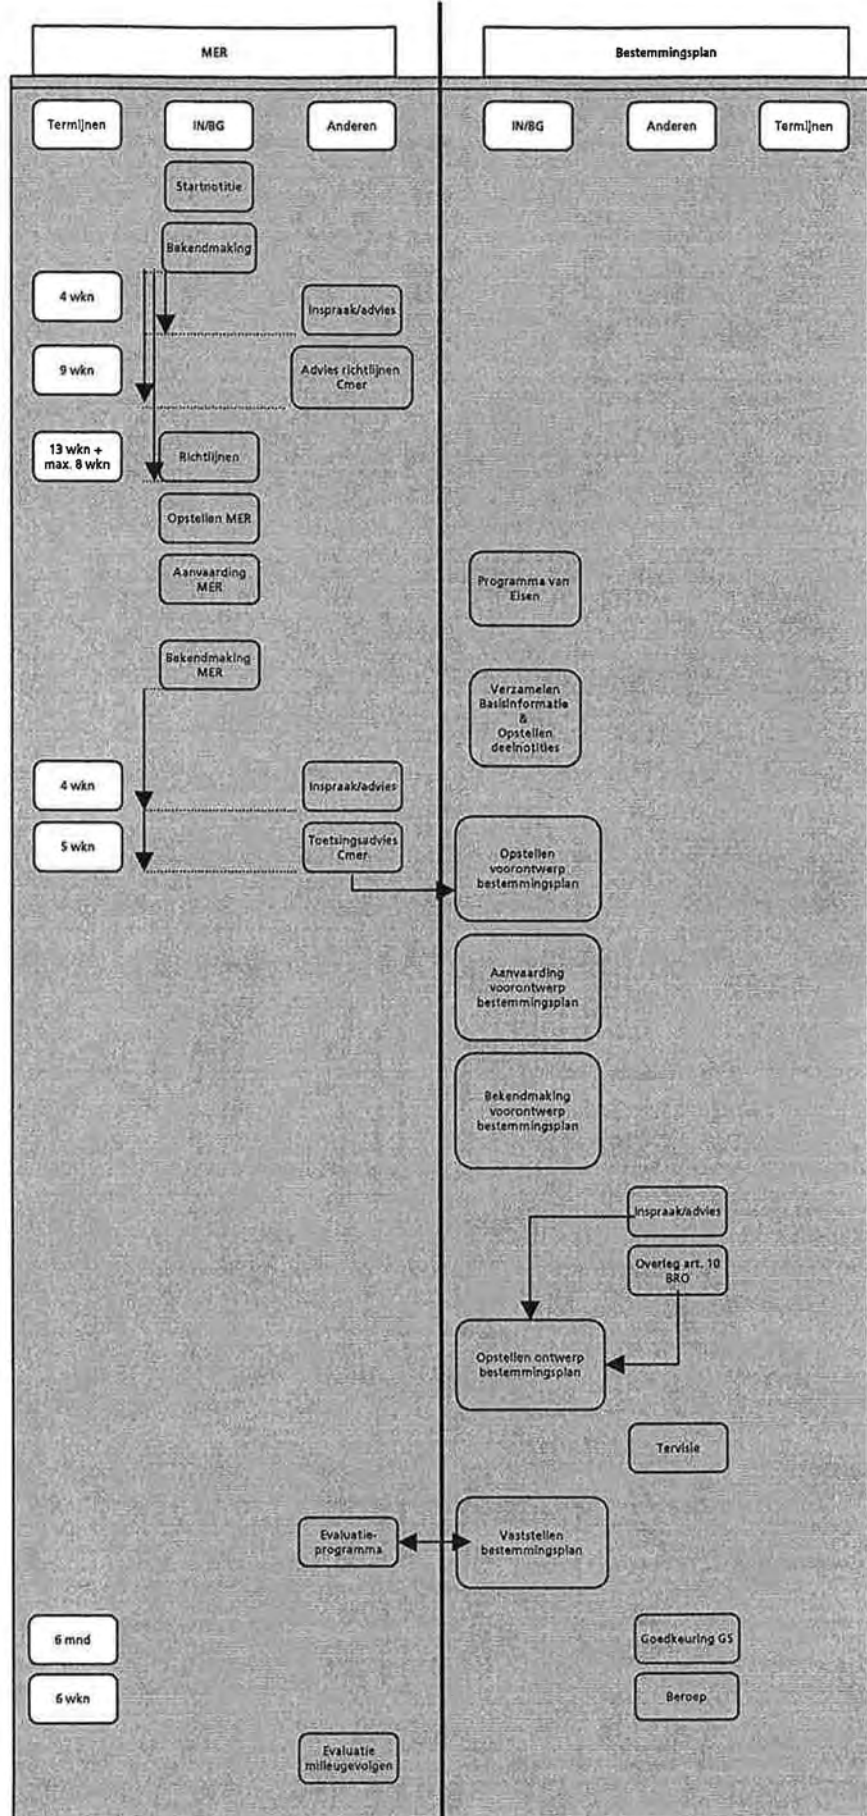 MER
Bestemmingsplan
Termijnen
IN/BG
Anderen
IN/BG
Anderen
Termijnen
Startnotitie
Bekendmaking
4 wkn
Inspraak/advies
9 wkn
Advies richtlijnen
Cmer
13 wkn +
max. 8 wkn
Richtlijnen
Opstellen MER
Aanvaarding
MER
Programma van
Eisen
Bekendmaking
MER
Verzamelen
Basisinformatie
&
Opstellen
deelnotities
4 wkn
Inspraak/advies
5 wkn
Toetsingsadvies
Cmer
Opstellen
voorontwerp
bestemmingsplan
Aanvaarding
voorontwerp
bestemmingsplan
Bekendmaking
voorontwerp
bestemmingsplan
Inspraak/advies
Overleg art. 10
BRO
Opstellen ontwerp
bestemmingsplan
Tervisie
Evaluatie-
programma
Vaststellen
bestemmingsplan
6 mnd
Goedkeuring GS
6 wkn
Beroep
Evaluatie
milieugevolgen